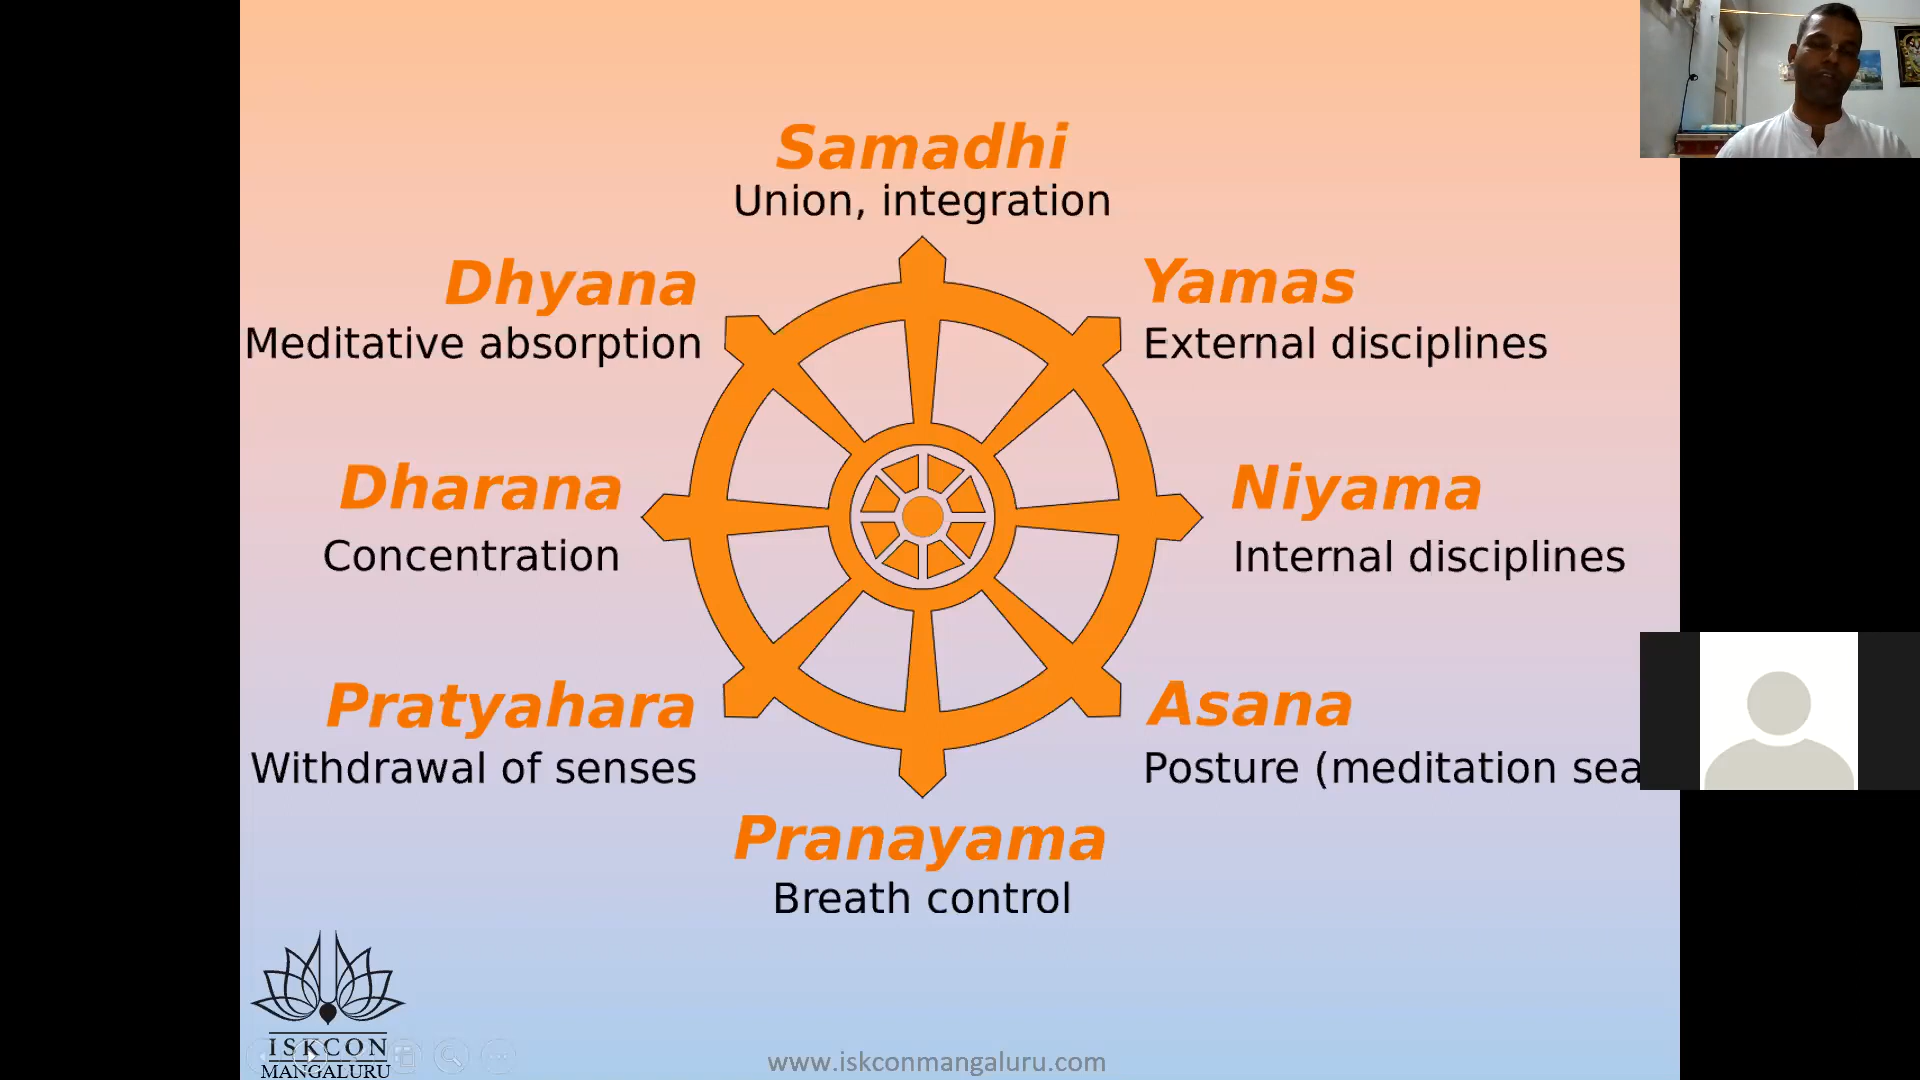 Samadhi
Union, integration
Dhyana
Meditative absorption
Yamas
External disciplines
Dharana
Concentration
Niyama
Internal disciplines
Pratyahara
Withdrawal of senses
Asana
Posture (meditation sea
Pranayama
Breath control
ISKCON
MANGALURU
www.iskconmangaluru.com